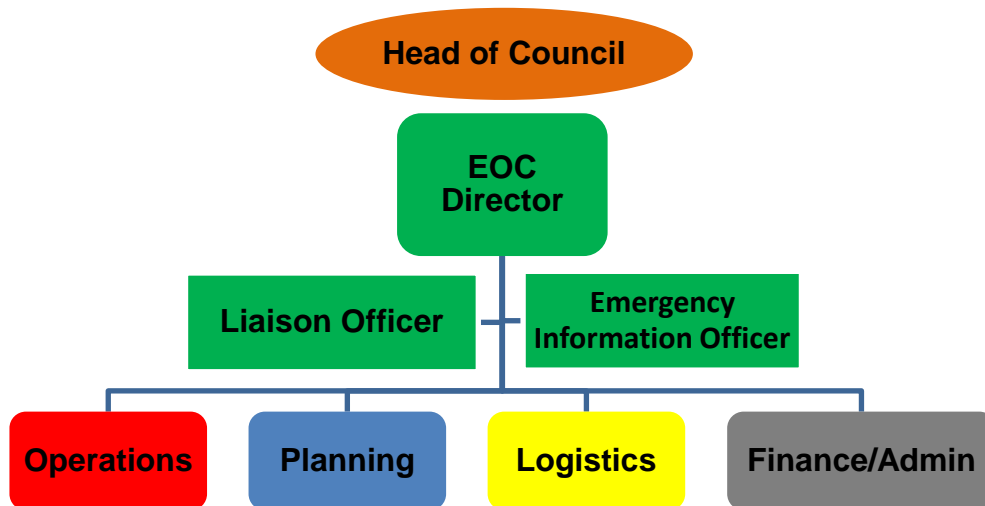 Head of Council
EOC
Director
Liaison Officer
Emergency
Information Officer
Operations
Planning
Logistics
Finance/Admin